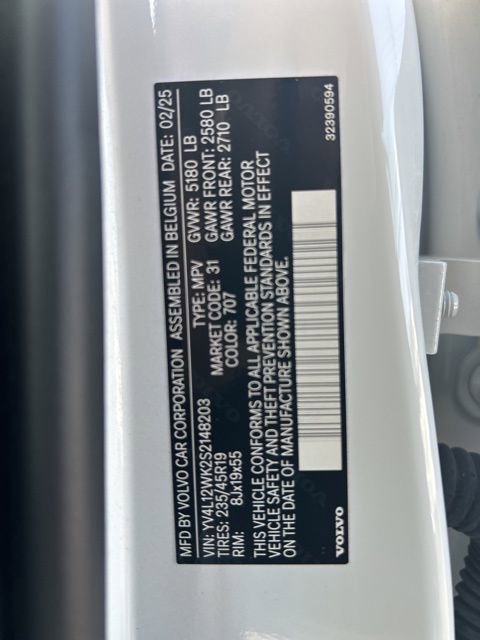 MFD BY VOLVO CAR CORPORATION ASSEMBLED IN BELGIUM DATE: 02/25
VIN: YV4L12WK2S2148203 TYPE: MPV GVWR: 5180 LB
TIRES: 235/45R19 MARKET CODE: 31 GAWR FRONT: 2580 LB
RIM: 8Jx19x55 COLOR: 707 GAWR REAR: 2710 LB
THIS VEHICLE CONFORMS TO ALL APPLICABLE FEDERAL MOTOR
VEHICLE SAFETY AND THEFT PREVENTION STANDARDS IN EFFECT
ON THE DATE OF MANUFACTURE SHOWN ABOVE.
VOLVO 32390594